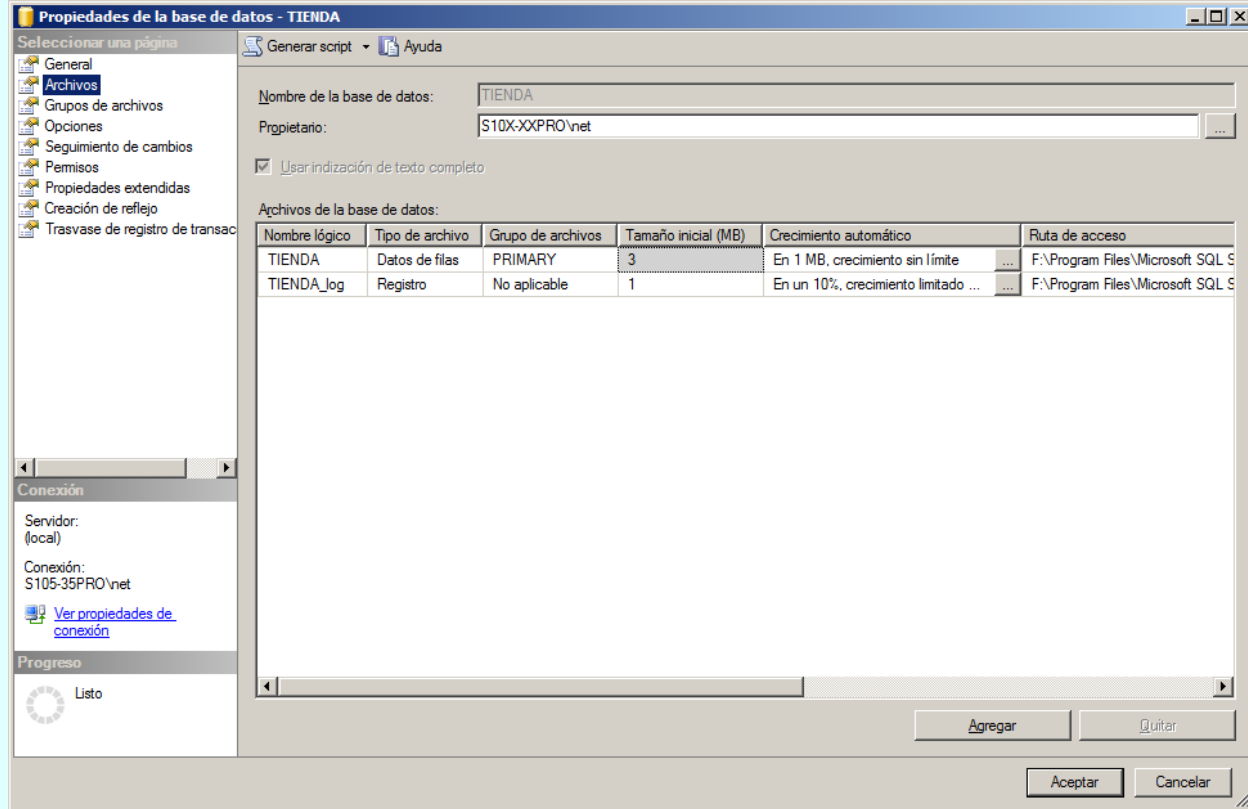 Propiedades de la base de datos - TIENDA
Seleccionar una página
General
Archivos
Grupos de archivos
Opciones
Seguimiento de cambios
Permisos
Propiedades extendidas
Creación de reflejo
Trasvase de registro de transac
Conexión
Servidor:
(local)
Conexión:
S105-35PRO\net
Ver propiedades de
conexión
Progreso
Listo
Generar script Ayuda
Nombre de la base de datos: TIENDA
Propietario: S10X-XXPRO\net ...
Usar indización de texto completo
Archivos de la base de datos:
Nombre lógico Tipo de archivo Grupo de archivos Tamaño inicial (MB) Crecimiento automático Ruta de acceso
TIENDA Datos de filas PRIMARY 3 En 1 MB, crecimiento sin límite ... F:\Program Files\Microsoft SQL S
TIENDA_log Registro No aplicable 1 En un 10%, crecimiento limitado ... ... F:\Program Files\Microsoft SQL S
Agregar Quitar
Aceptar Cancelar